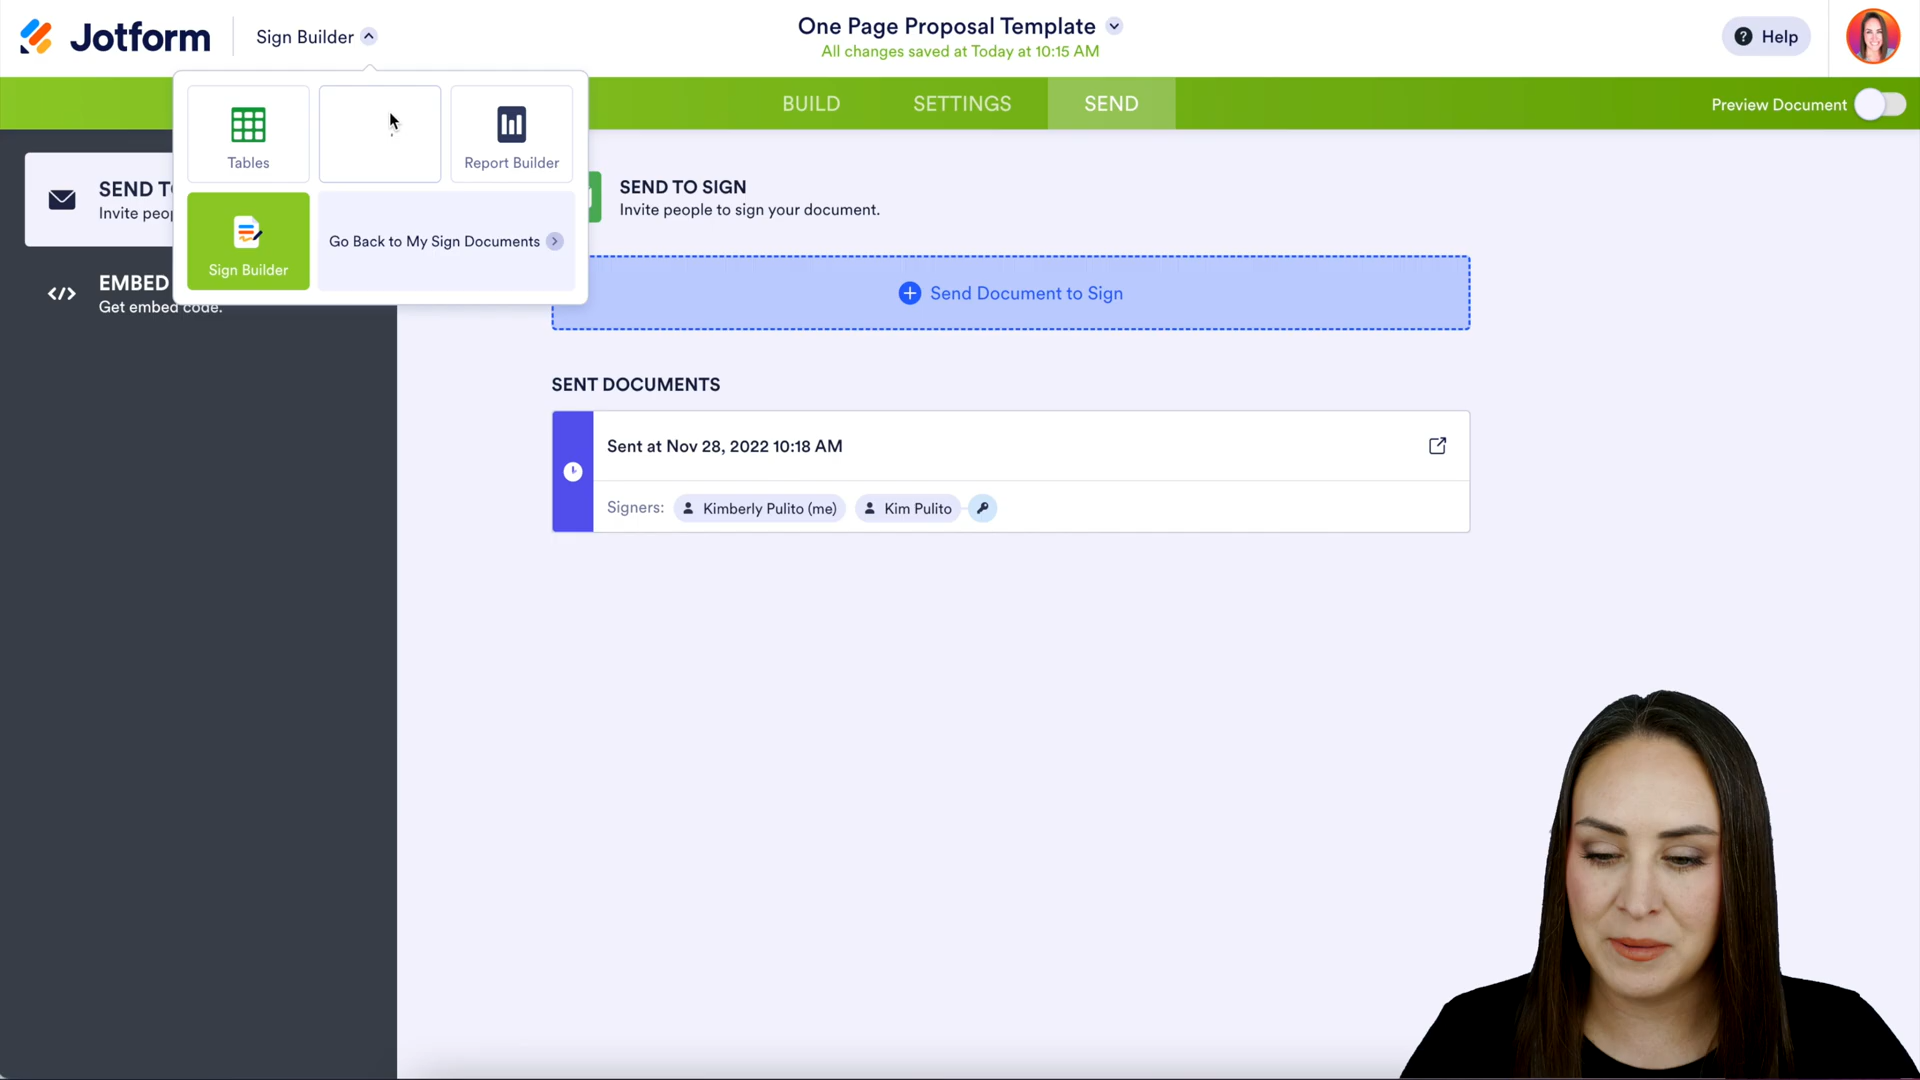 Jotform
Sign Builder
One Page Proposal Template
All changes saved at Today at 10:15 AM
Help
BUILD
SETTINGS
SEND
Preview Document
Tables
Report Builder
Sign Builder
Go Back to My Sign Documents
SEND TO
Invite peop
EMBED
Get embed code.
SEND TO SIGN
Invite people to sign your document.
Send Document to Sign
SENT DOCUMENTS
Sent at Nov 28, 2022 10:18 AM
Signers: Kimberly Pulito (me) Kim Pulito